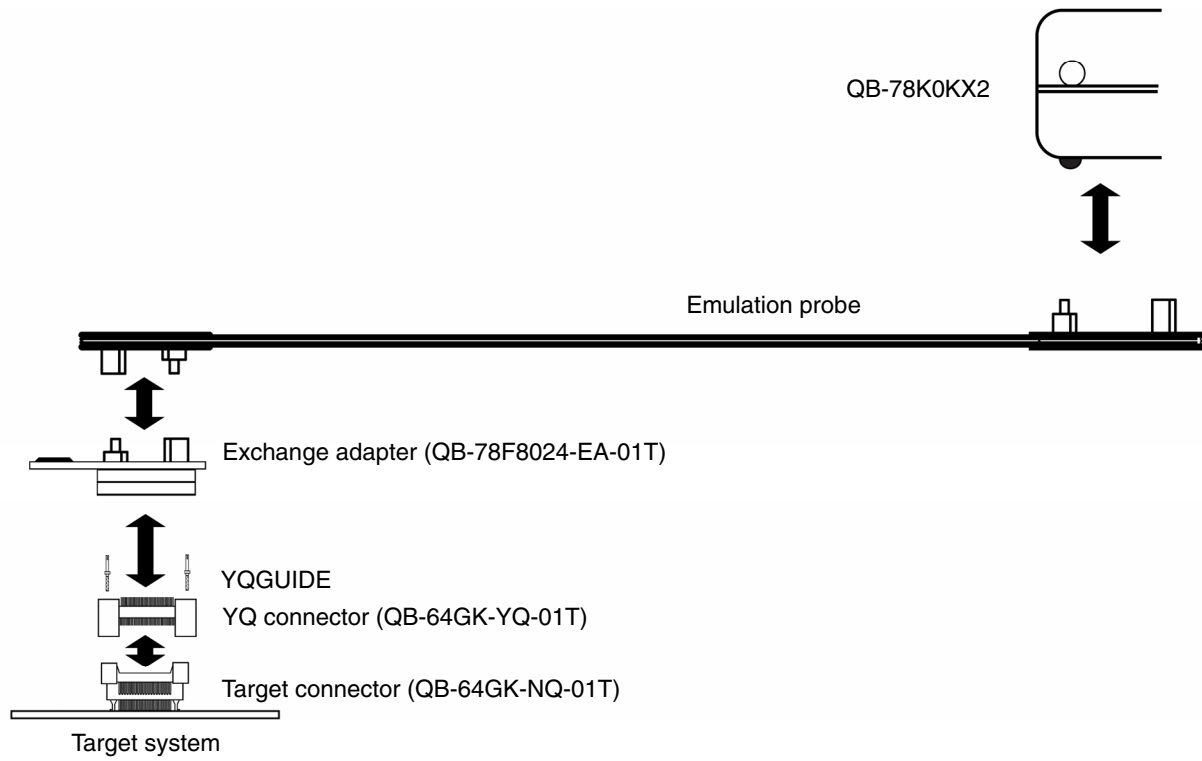 QB-78K0KX2
Emulation probe
Exchange adapter (QB-78F8024-EA-01T)
YQGUIDE
YQ connector (QB-64GK-YQ-01T)
Target connector (QB-64GK-NQ-01T)
Target system